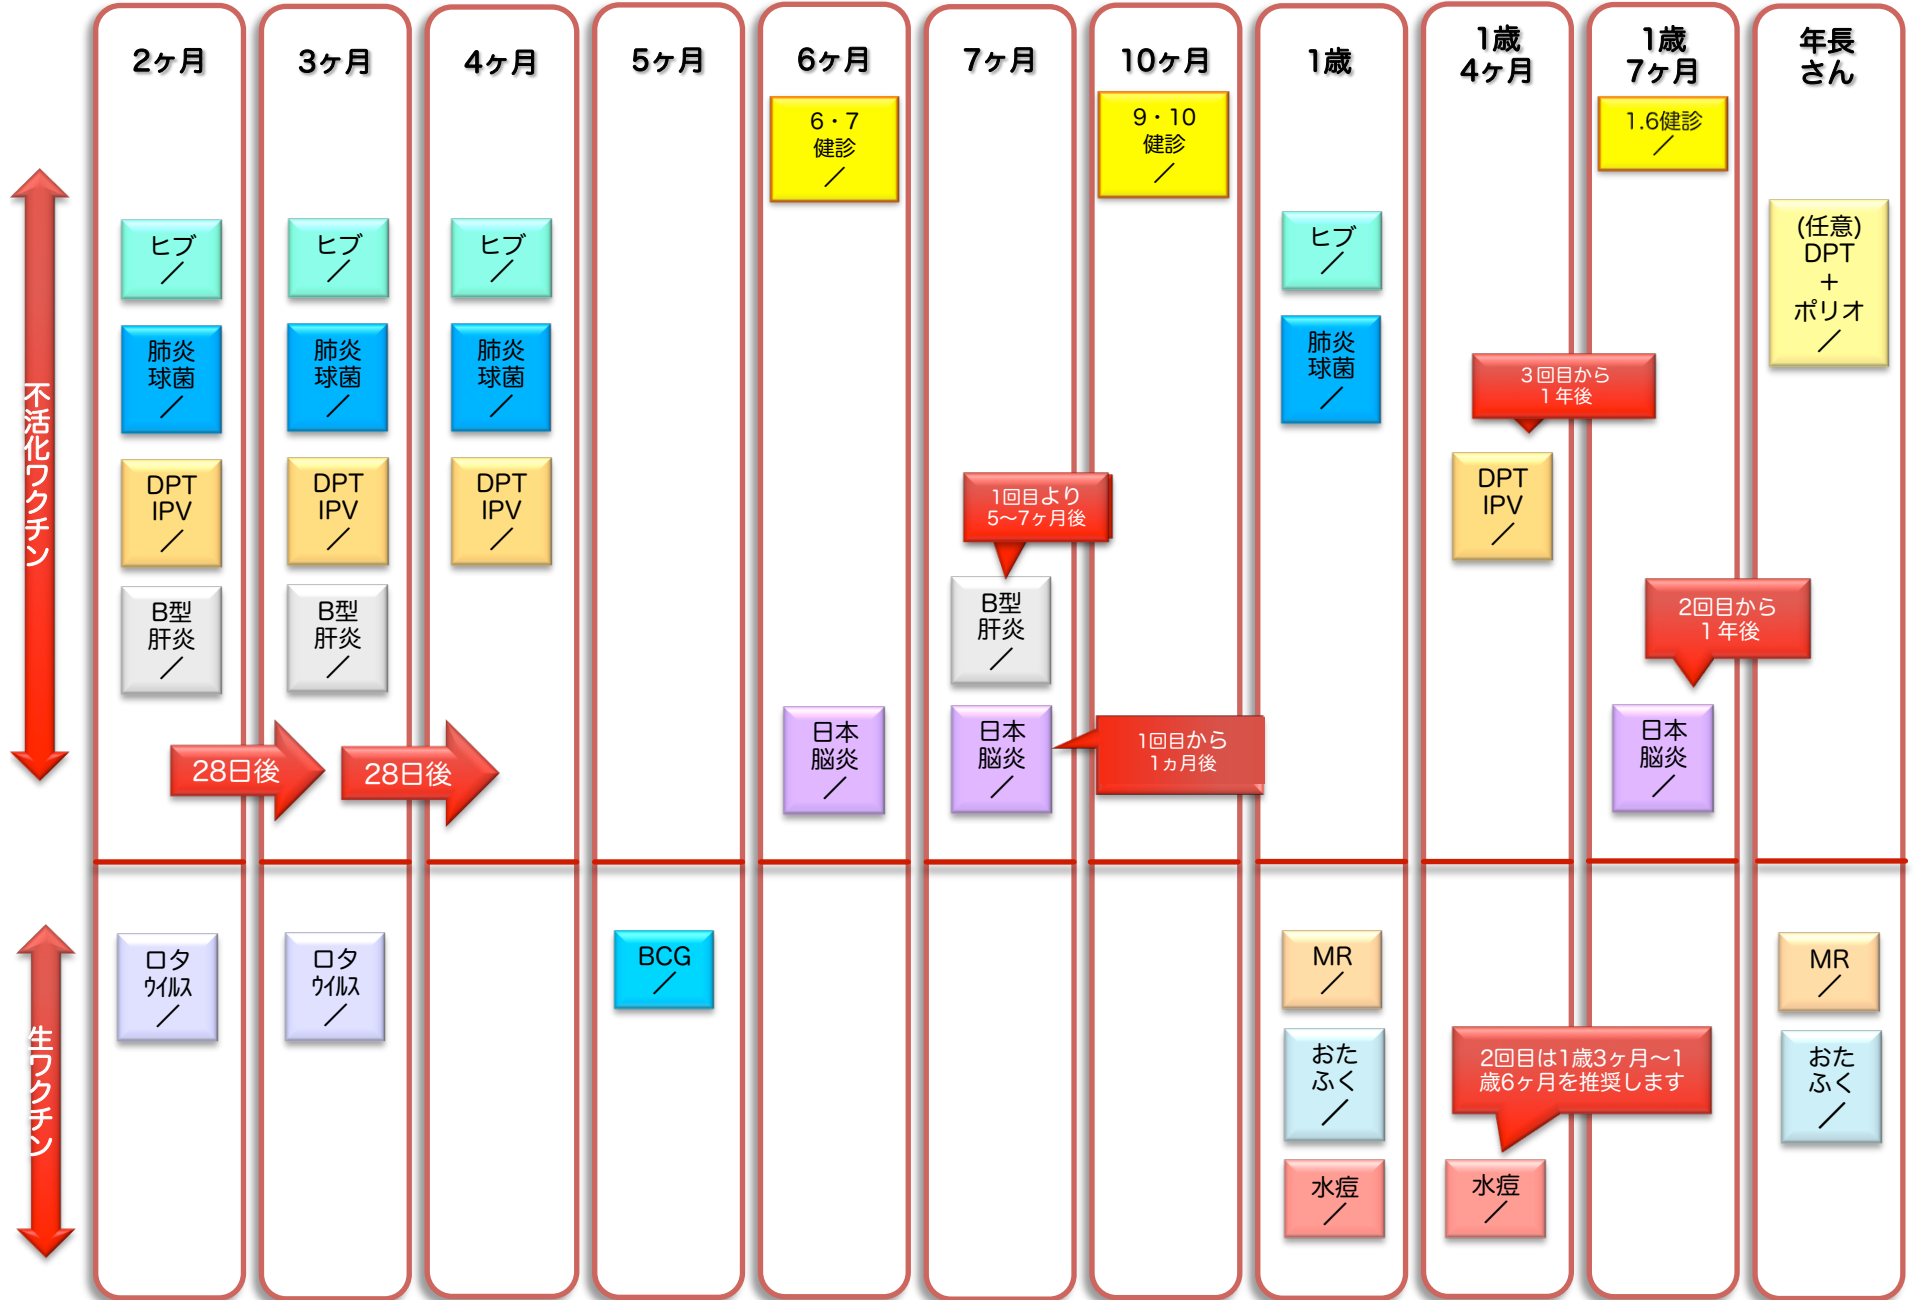 2ヶ月
3ヶ月
4ヶ月
5ヶ月
6ヶ月
7ヶ月
10ヶ月
1歳
1歳
4ヶ月
1歳
7ヶ月
年長
さん
6・7
健診
／
9・10
健診
／
1.6健診
／
不活化ワクチン
ヒブ
／
ヒブ
／
ヒブ
／
ヒブ
／
(任意)
DPT
＋
ポリオ
／
肺炎
球菌
／
肺炎
球菌
／
肺炎
球菌
／
肺炎
球菌
／
3回目から
1年後
DPT
IPV
／
DPT
IPV
／
DPT
IPV
／
DPT
IPV
／
1回目より
5〜7ヶ月後
B型
肝炎
／
B型
肝炎
／
B型
肝炎
／
2回目から
1年後
28日後
28日後
日本
脳炎
／
日本
脳炎
／
1回目から
1ヵ月後
日本
脳炎
／
生ワクチン
ロタ
ウイルス
／
ロタ
ウイルス
／
BCG
／
MR
／
MR
／
おた
ふく
／
2回目は1歳3ヶ月〜1
歳6ヶ月を推奨します
おた
ふく
／
水痘
／
水痘
／